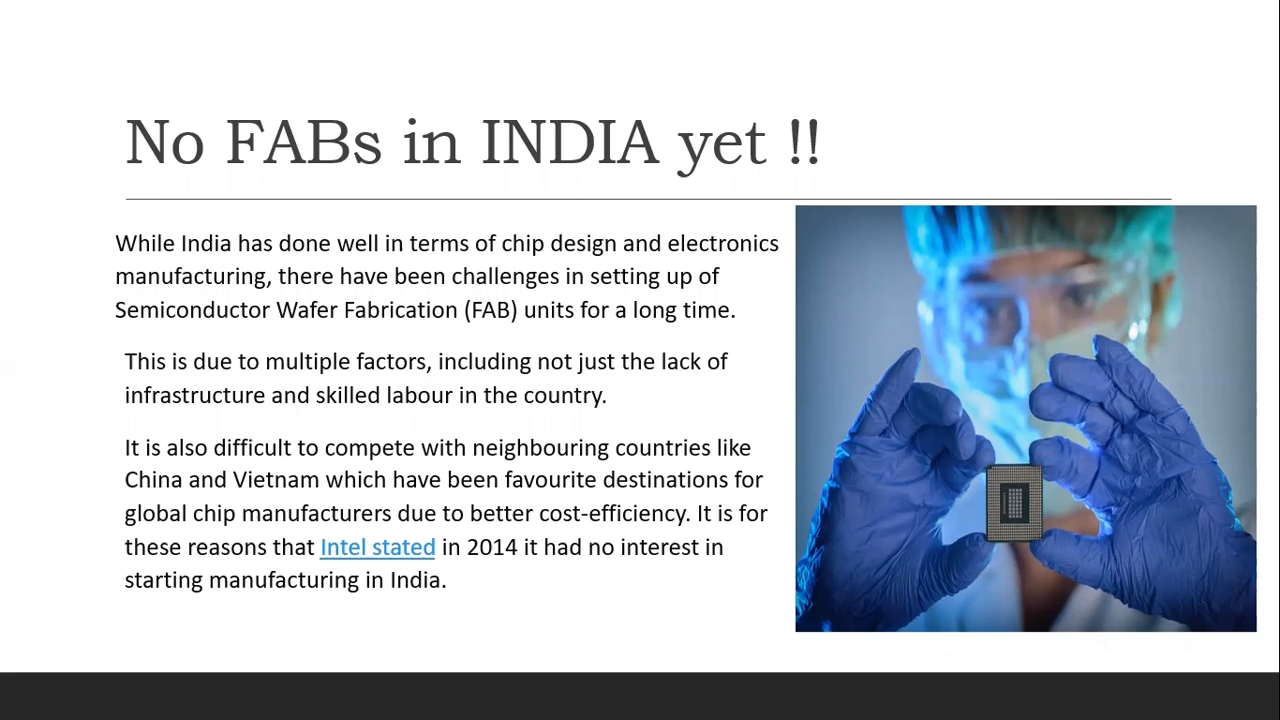 No FABs in INDIA yet !!
While India has done well in terms of chip design and electronics
manufacturing, there have been challenges in setting up of
Semiconductor Wafer Fabrication (FAB) units for a long time.
This is due to multiple factors, including not just the lack of
infrastructure and skilled labour in the country.
It is also difficult to compete with neighbouring countries like
China and Vietnam which have been favourite destinations for
global chip manufacturers due to better cost-efficiency. It is for
these reasons that Intel stated in 2014 it had no interest in
starting manufacturing in India.